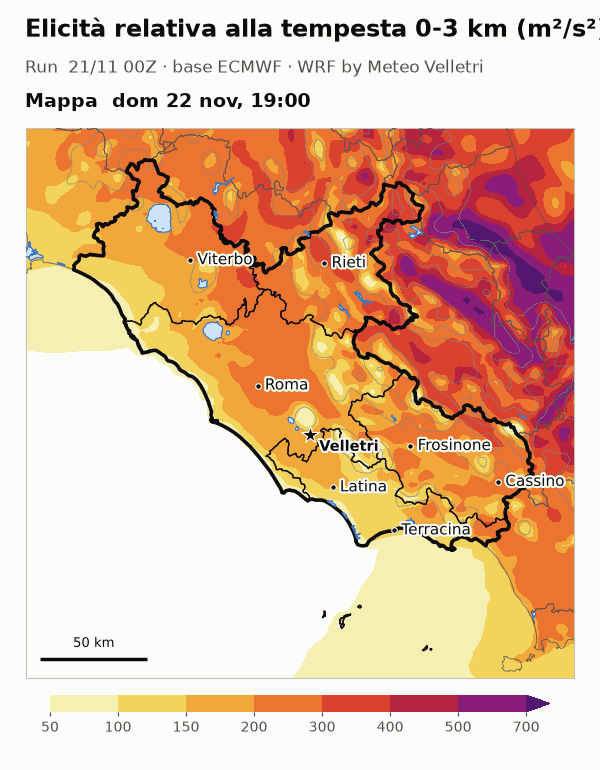 Elicità relativa alla tempesta 0-3 km (m²/s²)
Run  21/11 00Z · base ECMWF · WRF by Meteo Velletri
Mappa  dom 22 nov, 19:00
Viterbo
Rieti
Roma
Velletri
Frosinone
Latina
Cassino
Terracina
50 km
50 100 150 200 300 400 500 700